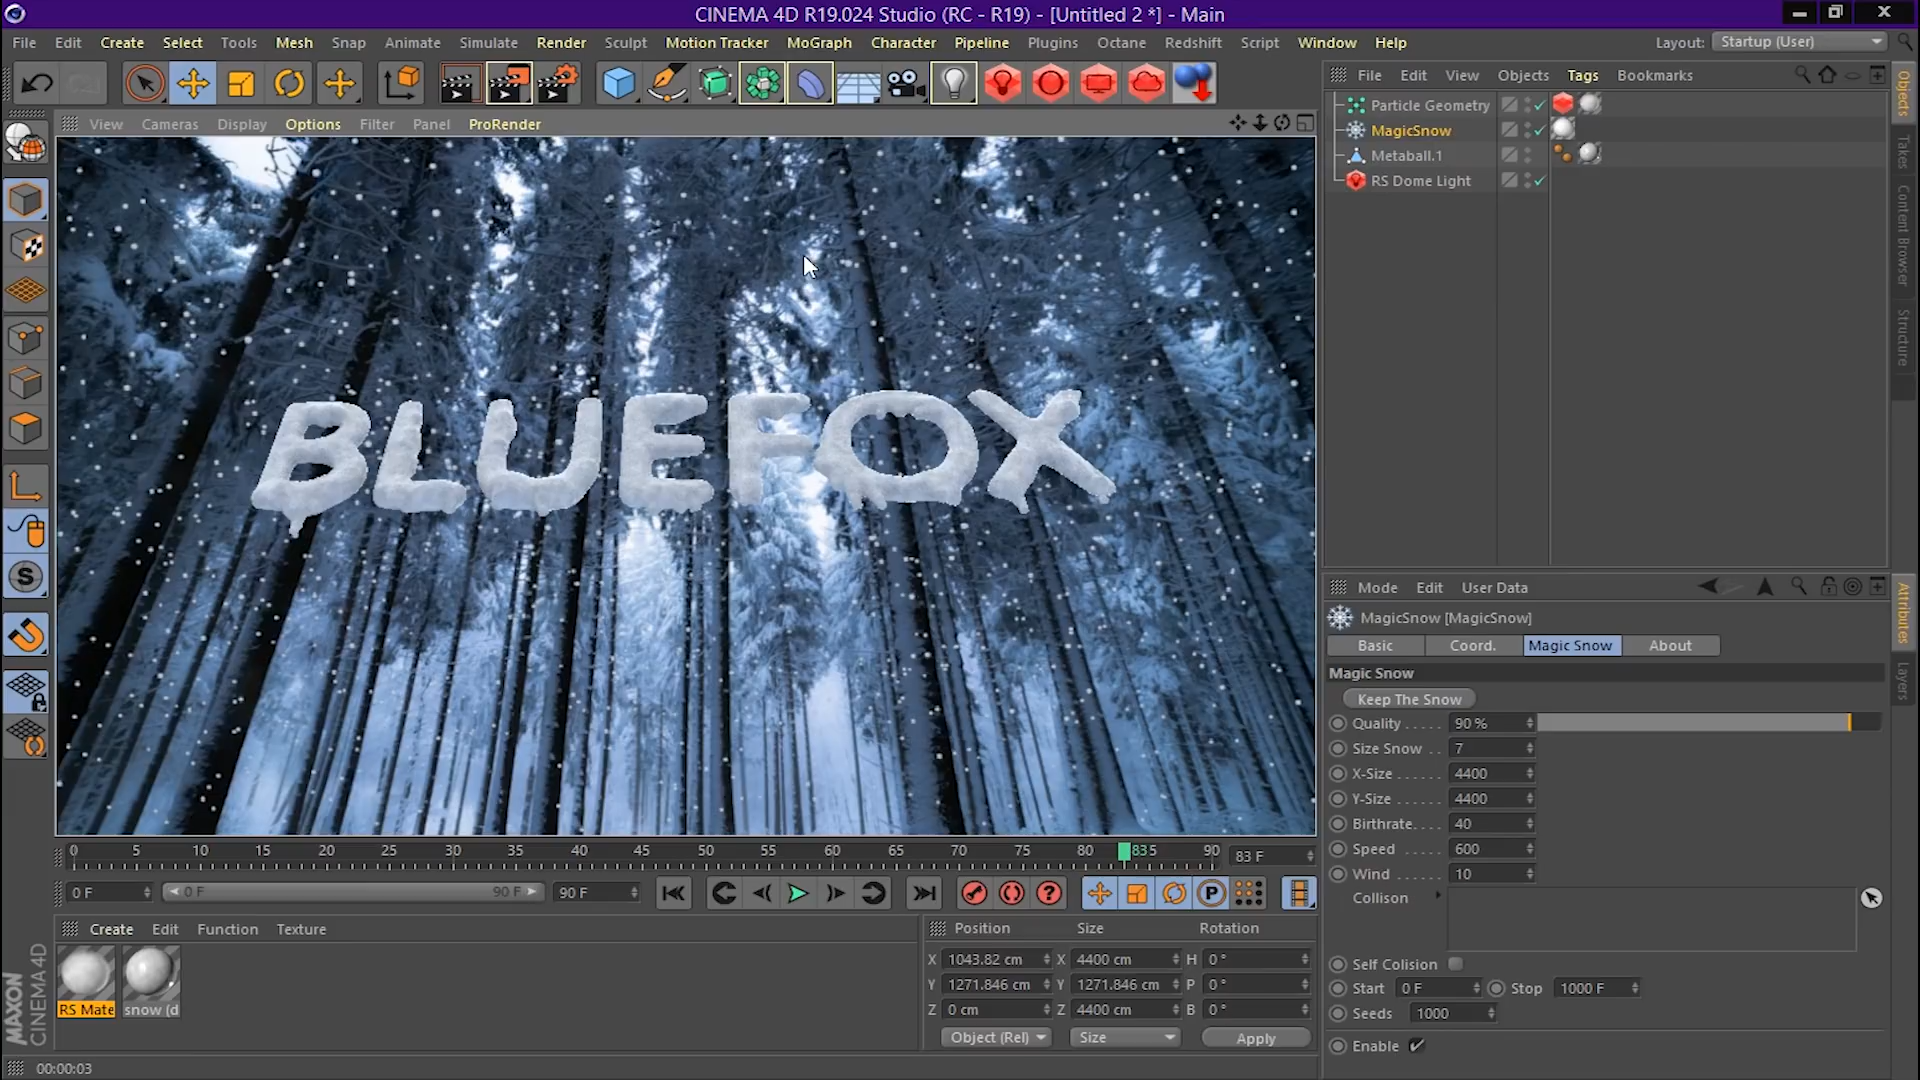 CINEMA 4D R19.024 Studio (RC - R19) - [Untitled 2 *] - Main
File Edit Create Select Tools Mesh Snap Animate Simulate Render Sculpt Motion Tracker MoGraph Character Pipeline Plugins Octane Redshift Script Window Help Layout: Startup (User)
File Edit View Objects Tags Bookmarks
View Cameras Display Options Filter Panel ProRender
Particle Geometry
MagicSnow
Metaball.1
RS Dome Light
Objects
Takes
Content Browser
Structure
BLUEFOX
Mode Edit User Data
MagicSnow [MagicSnow]
Basic Coord. Magic Snow About
Magic Snow
Keep The Snow
Quality ..... 90 %
Size Snow .. 7
X-Size ...... 4400
Y-Size ...... 4400
Birthrate.... 40
Speed ..... 600
Wind ...... 10
Collison
Self Colision
Start 0 F Stop 1000 F
Seeds 1000
Enable
Attributes
Layers
0 5 10 15 20 25 30 35 40 45 50 55 60 65 70 75 80 835 90 83 F
0 F 0 F 90 F 90 F
P
S
Create Edit Function Texture
RS Mate snow (d
Position Size Rotation
X 1043.82 cm X 4400 cm H 0 °
Y 1271.846 cm Y 1271.846 cm P 0 °
Z 0 cm Z 4400 cm B 0 °
Object (Rel) Size Apply
MAXON
CINEMA 4D
00:00:03